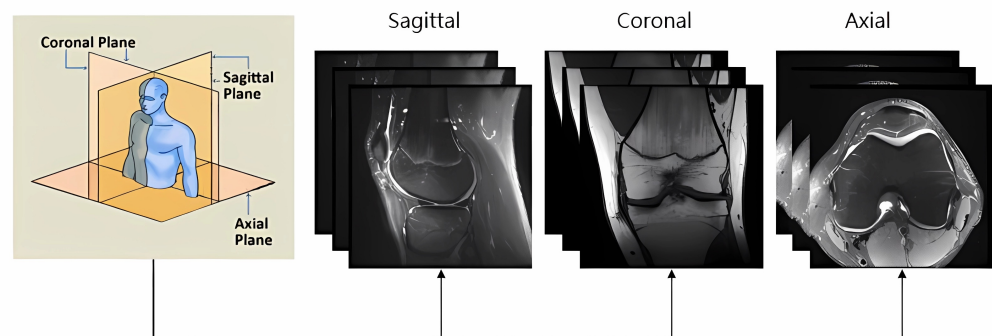 Sagittal
Coronal
Axial
Coronal Plane
Sagittal
Plane
Axial
Plane